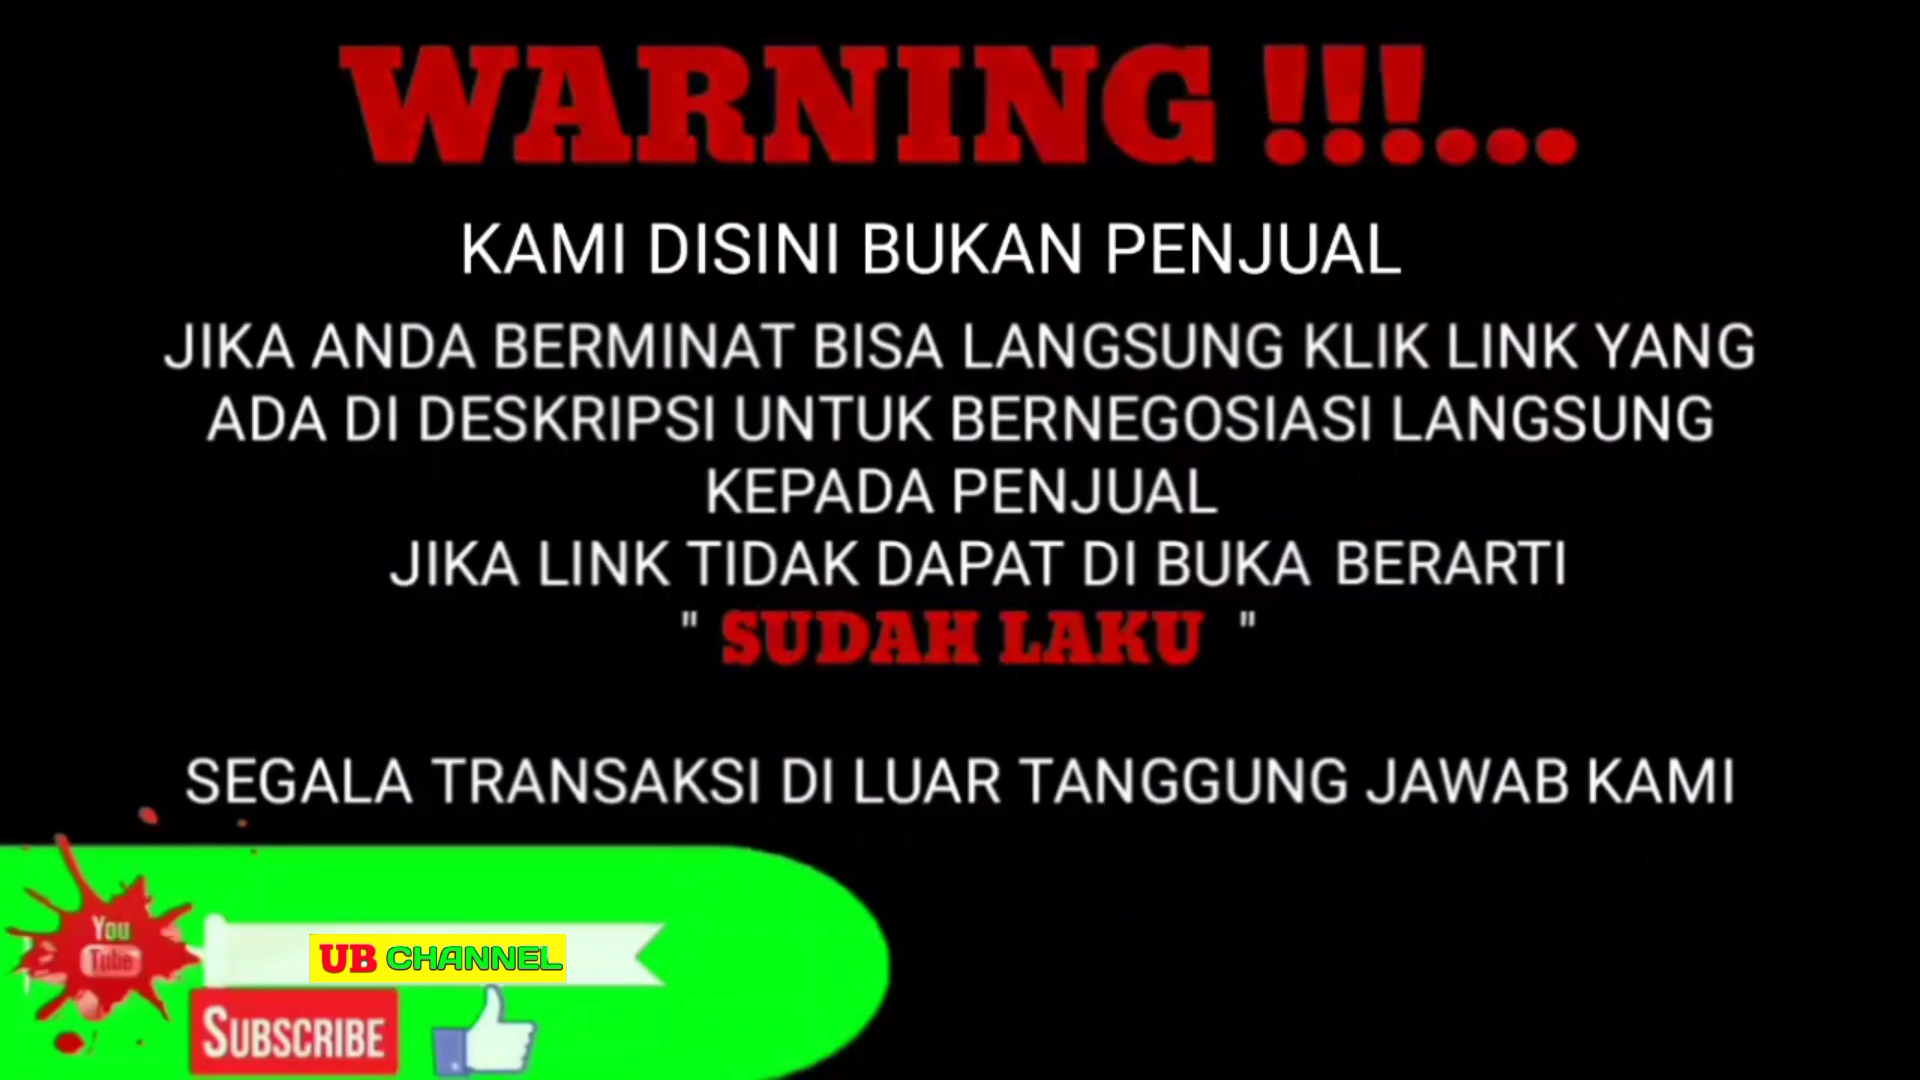 WARNING !!!...
KAMI DISINI BUKAN PENJUAL
JIKA ANDA BERMINAT BISA LANGSUNG KLIK LINK YANG
ADA DI DESKRIPSI UNTUK BERNEGOSIASI LANGSUNG
KEPADA PENJUAL
JIKA LINK TIDAK DAPAT DI BUKA BERARTI
" SUDAH LAKU "
SEGALA TRANSAKSI DI LUAR TANGGUNG JAWAB KAMI
You
Tube
UB CHANNEL
SUBSCRIBE